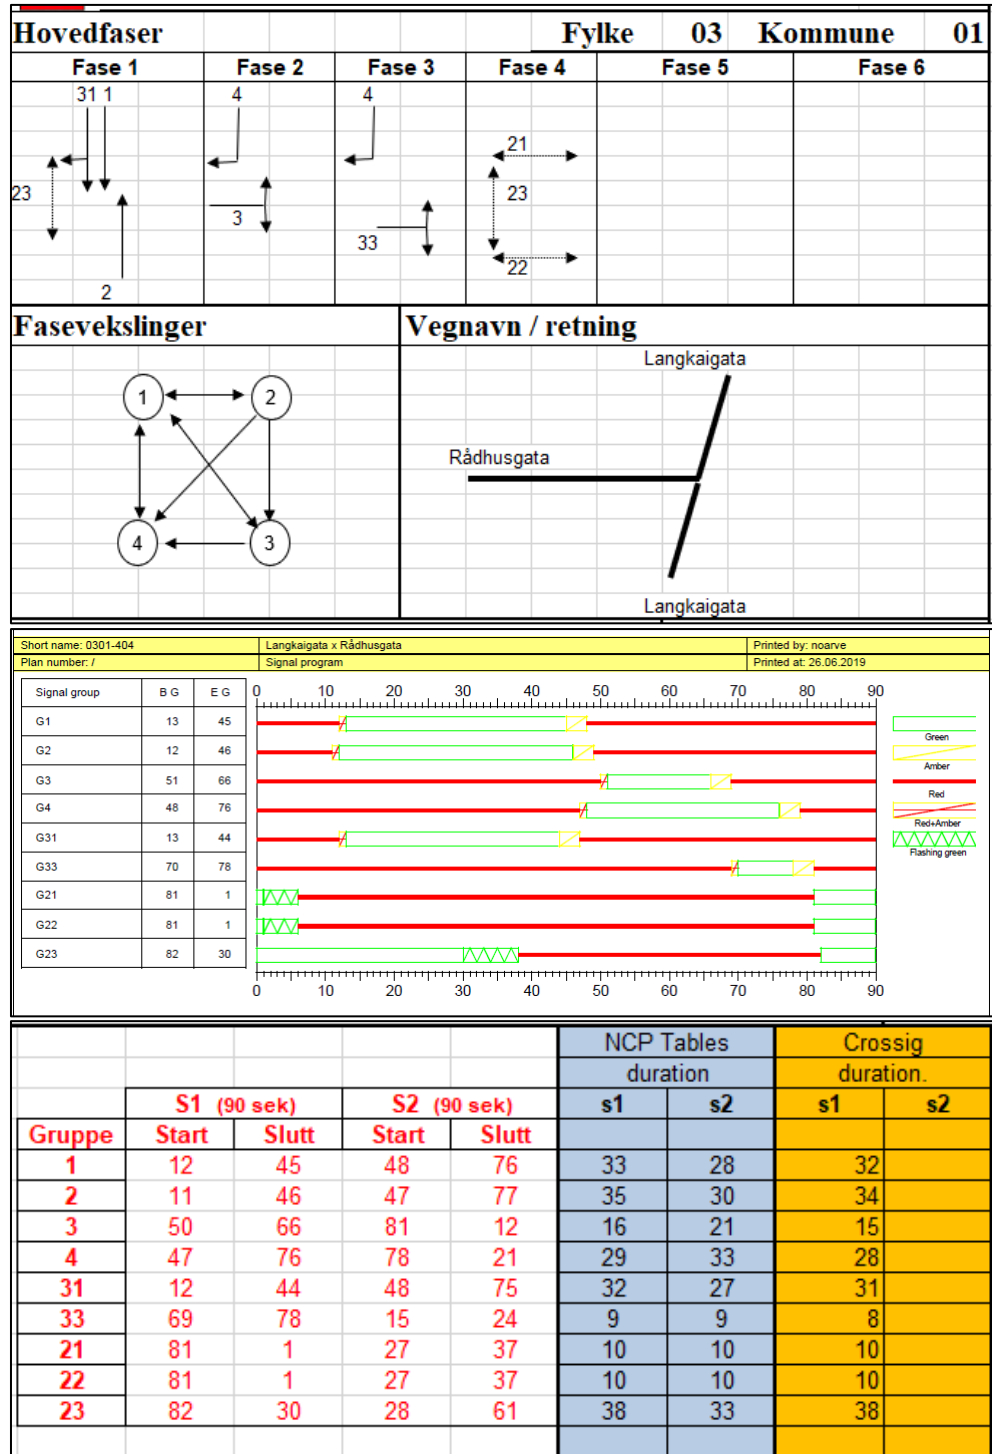 Hovedfaser Fylke 03 Kommune 01
Fase 1 Fase 2 Fase 3 Fase 4 Fase 5 Fase 6
31 1 4 4
21
23 23
3
33
22
2
Fasevekslinger Vegnavn / retning
Langkaigata
1 2
Rådhusgata
4 3
Langkaigata
Short name: 0301-404 Langkaigata x Rådhusgata Printed by: noarve
Plan number: / Signal program Printed at: 26.06.2019
Signal group B G E G 0 10 20 30 40 50 60 70 80 90
G1 13 45
Green
G2 12 46
Amber
G3 51 66
Red
G4 48 76
Red+Amber
G31 13 44
Flashing green
G33 70 78
G21 81 1
G22 81 1
G23 82 30
0 10 20 30 40 50 60 70 80 90
NCP Tables Crossig
duration duration.
S1 (90 sek) S2 (90 sek) s1 s2 s1 s2
Gruppe Start Slutt Start Slutt
1 12 45 48 76 33 28 32
2 11 46 47 77 35 30 34
3 50 66 81 12 16 21 15
4 47 76 78 21 29 33 28
31 12 44 48 75 32 27 31
33 69 78 15 24 9 9 8
21 81 1 27 37 10 10 10
22 81 1 27 37 10 10 10
23 82 30 28 61 38 33 38